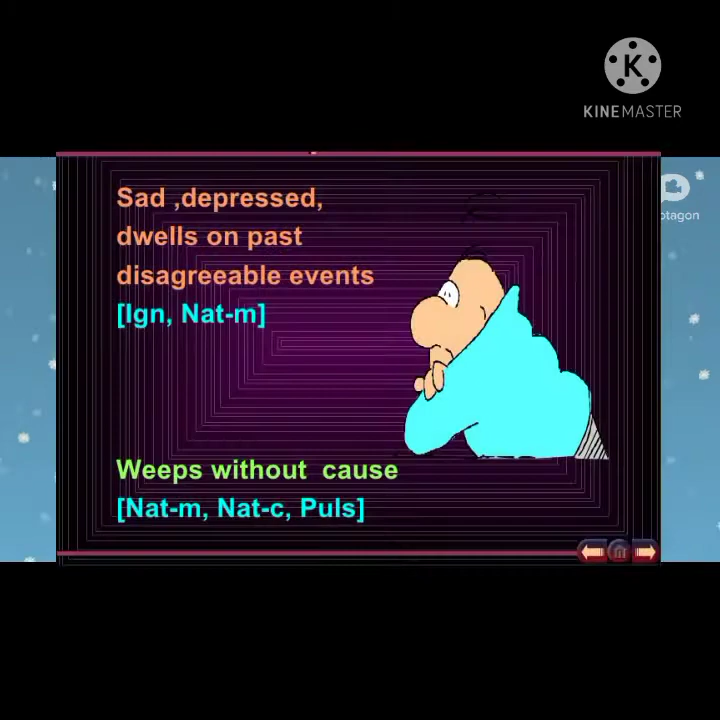 KINEMASTER
Sad ,depressed,
dwells on past
disagreeable events
[Ign, Nat-m]
Weeps without cause
[Nat-m, Nat-c, Puls]